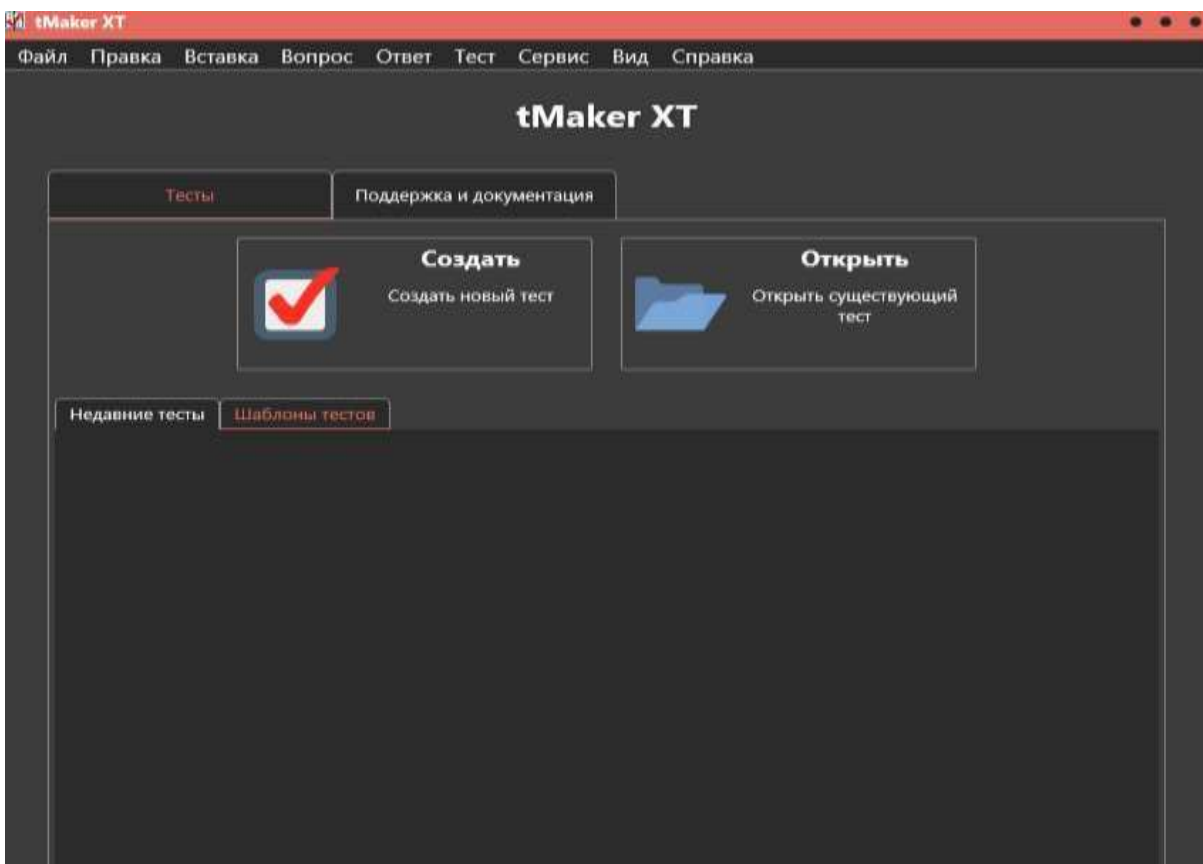 tMaker XT
Файл Правка Вставка Вопрос Ответ Тест Сервис Вид Справка
tMaker XT
Тесты Поддержка и документация
Создать
Создать новый тест
Открыть
Открыть существующий
тест
Недавние тесты Шаблоны тестов